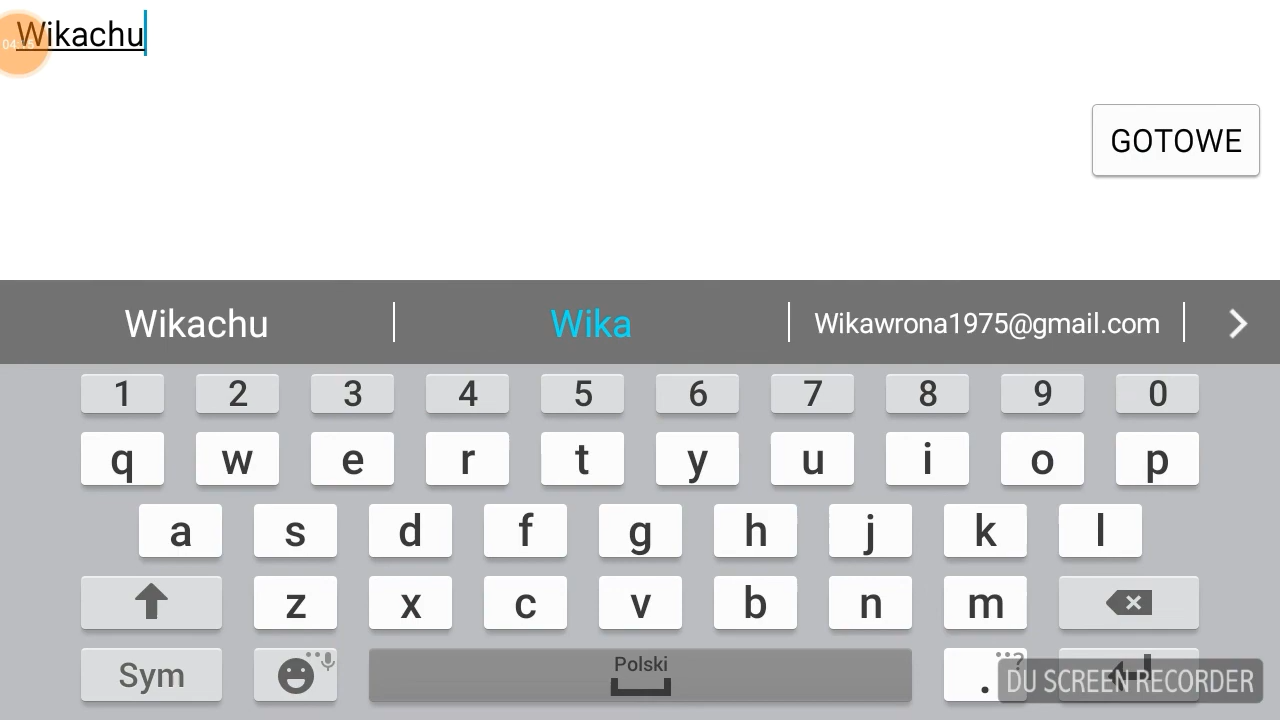 Wikachu
GOTOWE
Wikachu Wika Wikawrona1975@gmail.com
1 2 3 4 5 6 7 8 9 0
q w e r t y u i o p
a s d f g h j k l
z x c v b n m
Sym Polski . ?
DU SCREEN RECORDER